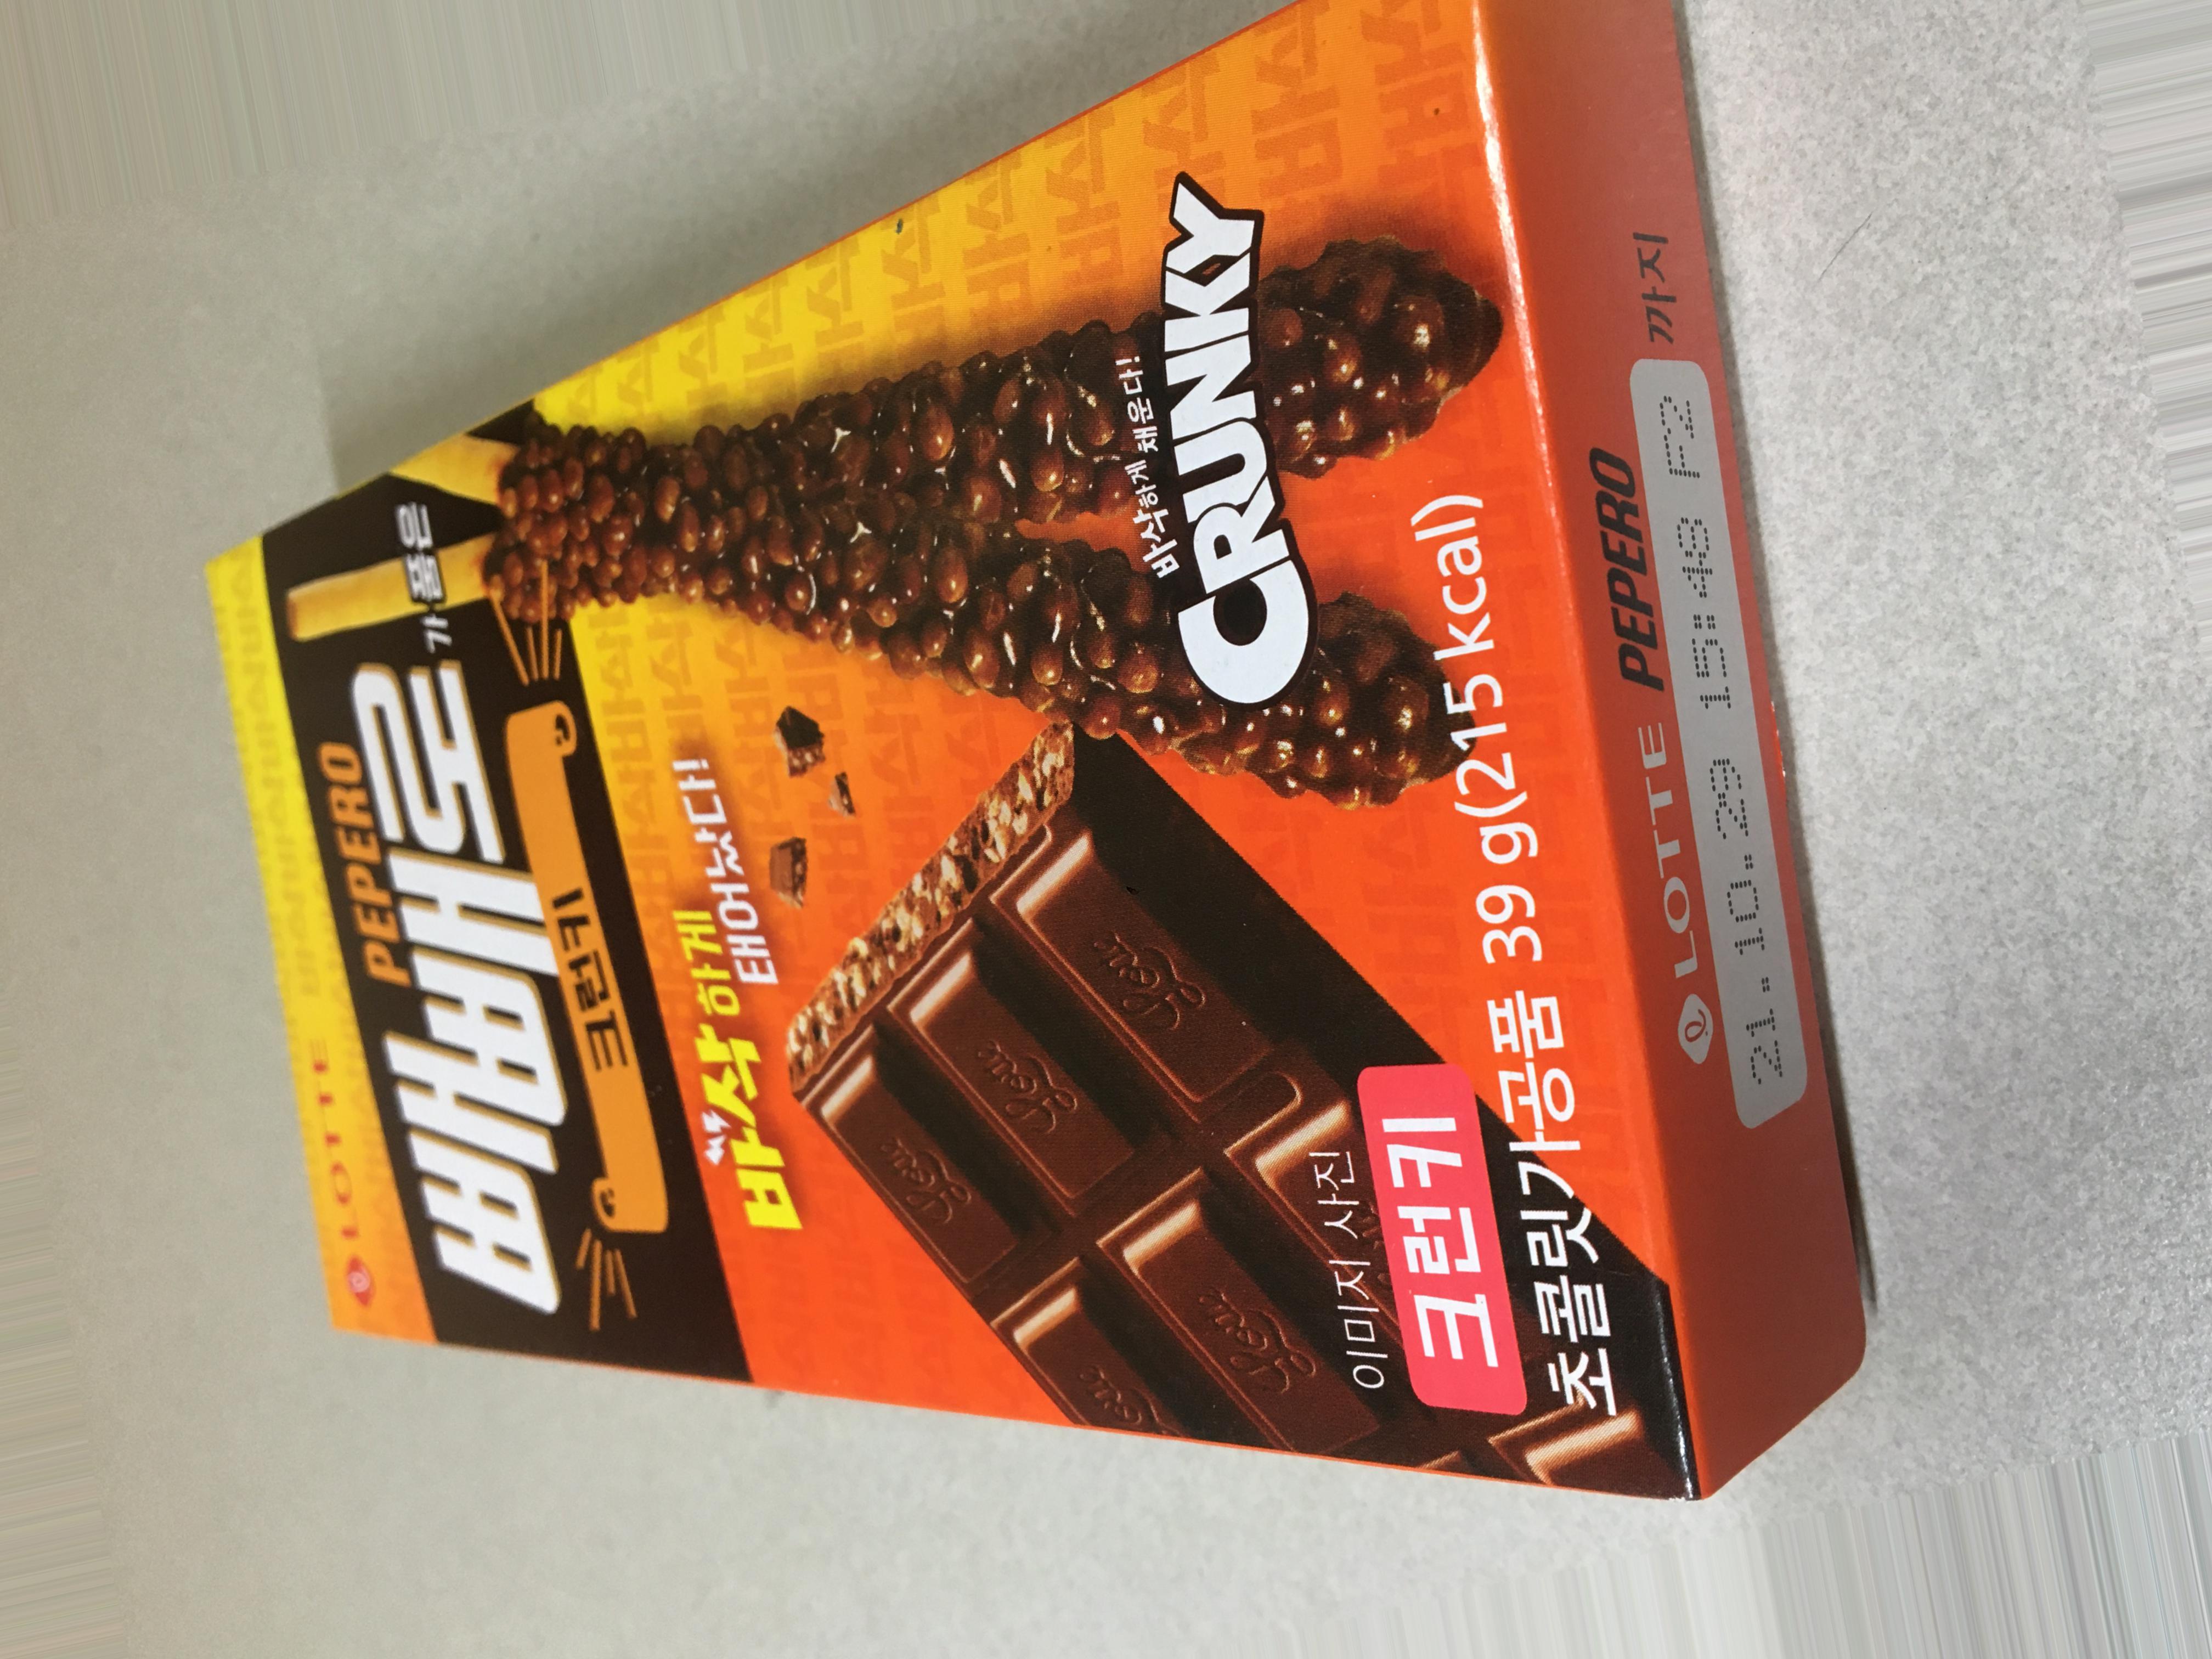 LOTTE
PEPERO
빼빼로가 품은
크런키
바삭하게
태어났다!
바삭하게 채운다!
CRUNKY
이미지 사진
크런키
초콜릿가공품 39 g(215 kcal)
LOTTE PEPERO
21.10.29 15:48 F2 까지